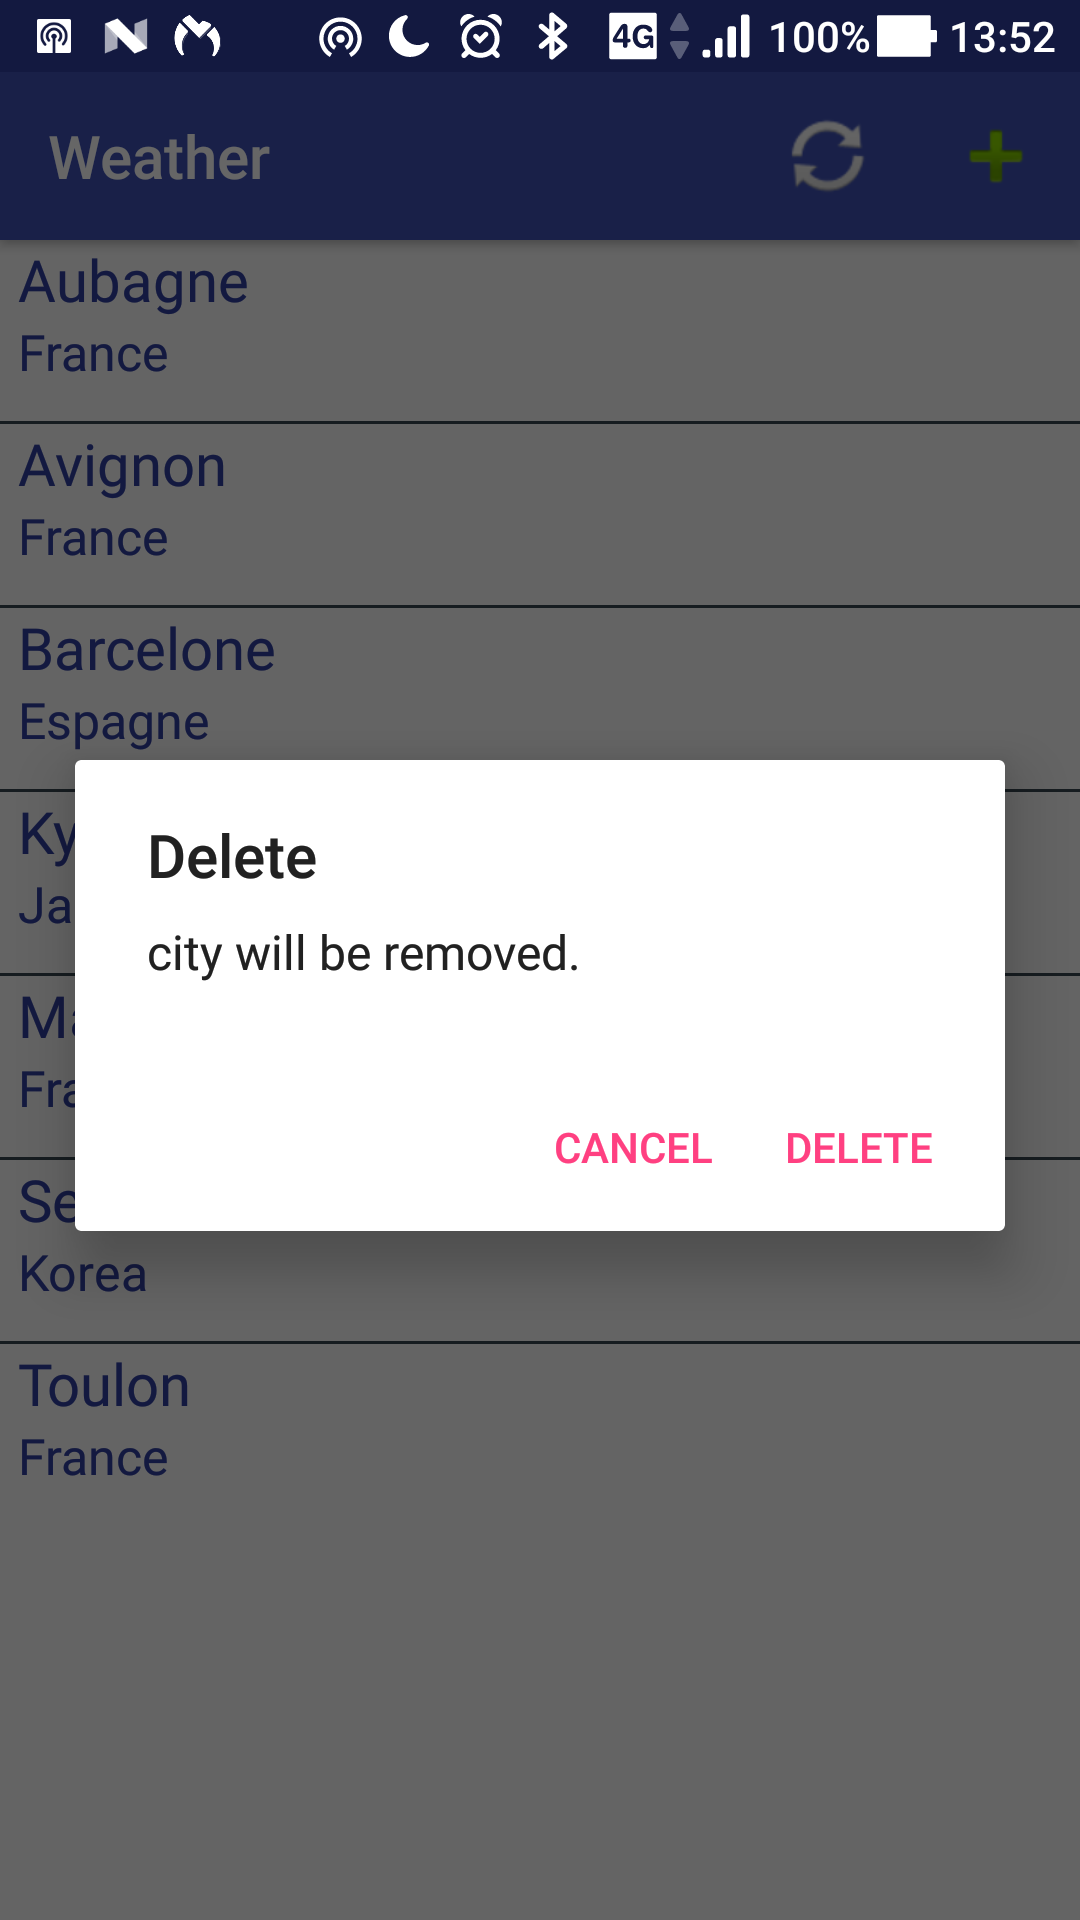 4G 100% 13:52
Weather
Aubagne
France
Avignon
France
Barcelone
Espagne
Delete
city will be removed.
CANCEL DELETE
Korea
Toulon
France